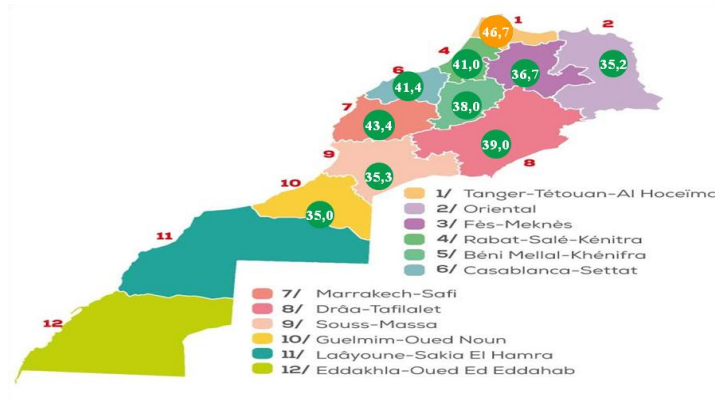 1
2
46,7
4
41,0
36,7
35,2
6
41,4
38,0
7
43,4
39,0
9
35,3
8
10
35,0
11
12
1/ Tanger-Tétouan-Al Hoceïma
2/ Oriental
3/ Fès-Meknès
4/ Rabat-Salé-Kénitra
5/ Béni Mellal-Khénifra
6/ Casablanca-Settat
7/ Marrakech-Safi
8/ Drâa-Tafilalet
9/ Souss-Massa
10/ Guelmim-Oued Noun
11/ Laâyoune-Sakia El Hamra
12/ Eddakhla-Oued Ed Eddahab